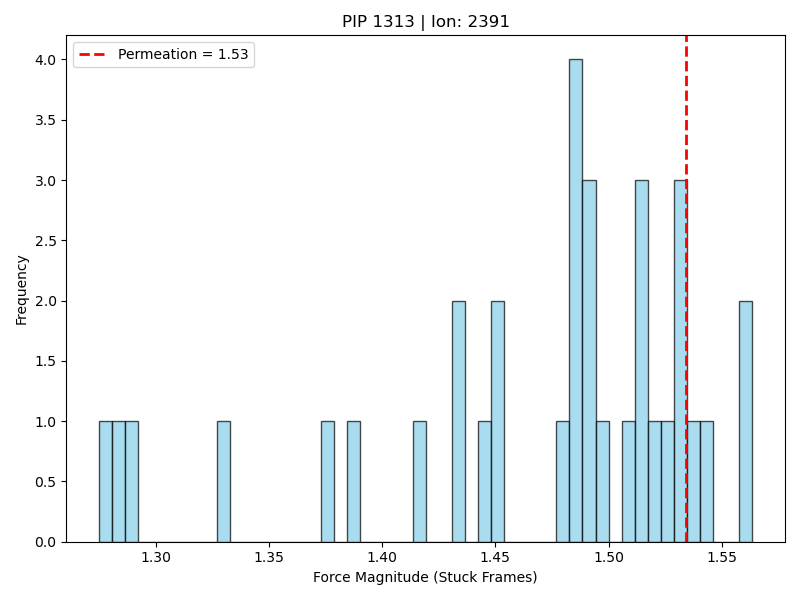 PIP 1313 | Ion: 2391
Permeation = 1.53
4.0
3.5
3.0
2.5
2.0
1.5
1.0
0.5
0.0
Frequency
1.30 1.35 1.40 1.45 1.50 1.55
Force Magnitude (Stuck Frames)